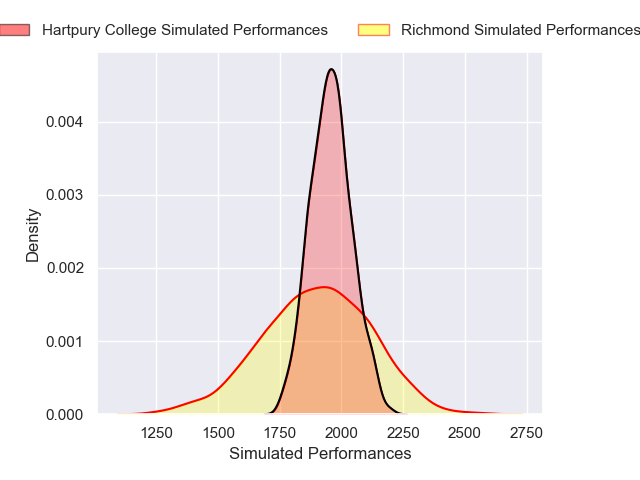 Hartpury College Simulated Performances
Richmond Simulated Performances
0.004
0.003
0.002
0.001
0.000
Density
1250 1500 1750 2000 2250 2500 2750
Simulated Performances